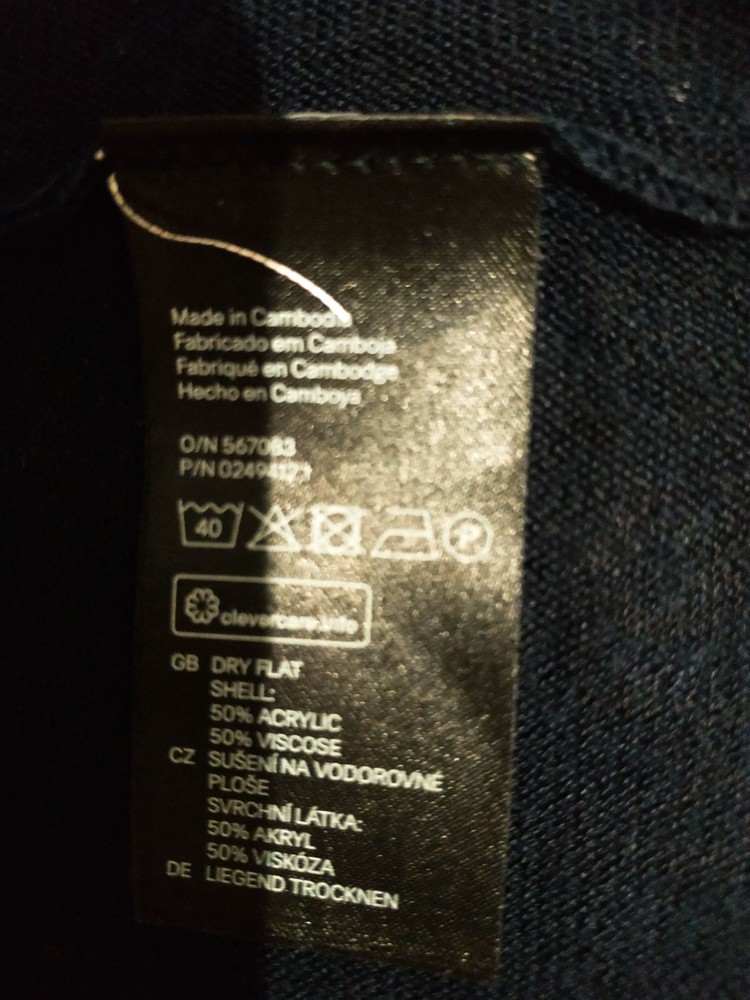 Made in Cambodia
Fabricado em Camboja
Fabriqué en Cambodge
Hecho en Camboya
O/N
P/N
40
P
clevercare.info
GB DRY FLAT
SHELL:
50% ACRYLIC
50% VISCOSE
CZ SUŠENÍ NA VODOROVNÉ
PLOŠE
SVRCHNÍ LÁTKA:
50% AKRYL
50% VISKÓZA
DE LIEGEND TROCKNEN